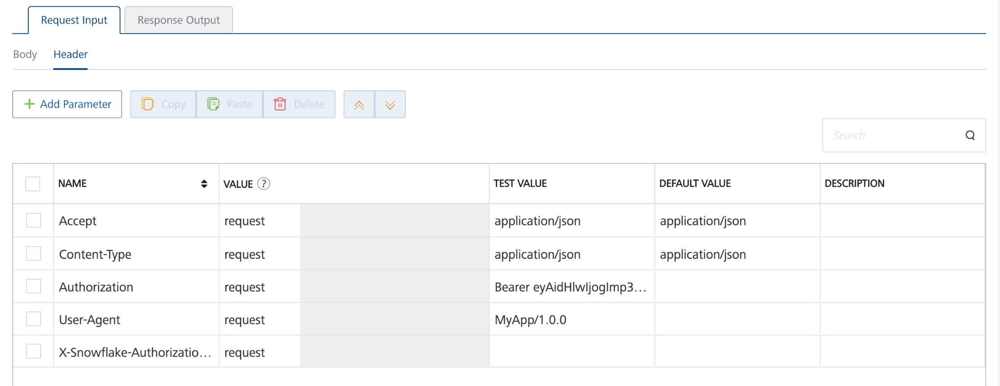 Request Input
Response Output
Body
Header
Add Parameter
Copy
Paste
Delete
Search
NAME VALUE ? TEST VALUE DEFAULT VALUE DESCRIPTION
Accept request application/json application/json
Content-Type request application/json application/json
Authorization request Bearer eyAidHlwIjogImp3...
User-Agent request MyApp/1.0.0
X-Snowflake-Authorizatio... request